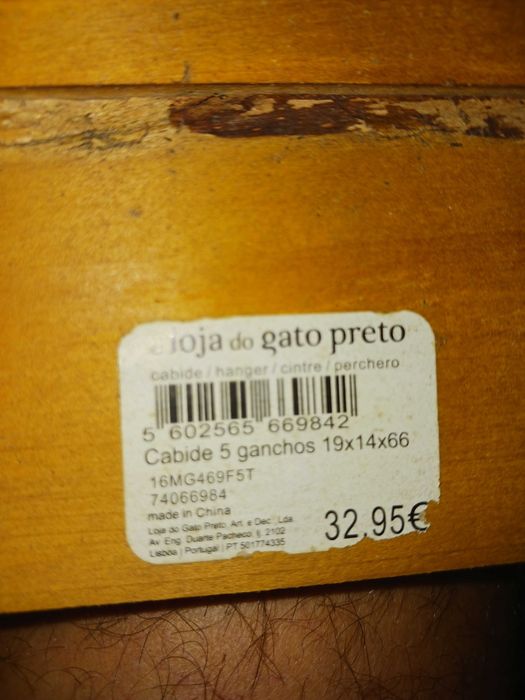 loja do gato preto
cabide / hanger / cintre / perchero
5 602565 669842
Cabide 5 ganchos 19x14x66
16MG469F5T
74066984
made in China
Loja do Gato Preto, Art. e Dec., Lda
Av. Eng. Duarte Pacheco, lj. 2102
Lisboa | Portugal | PT 501774335
32,95€